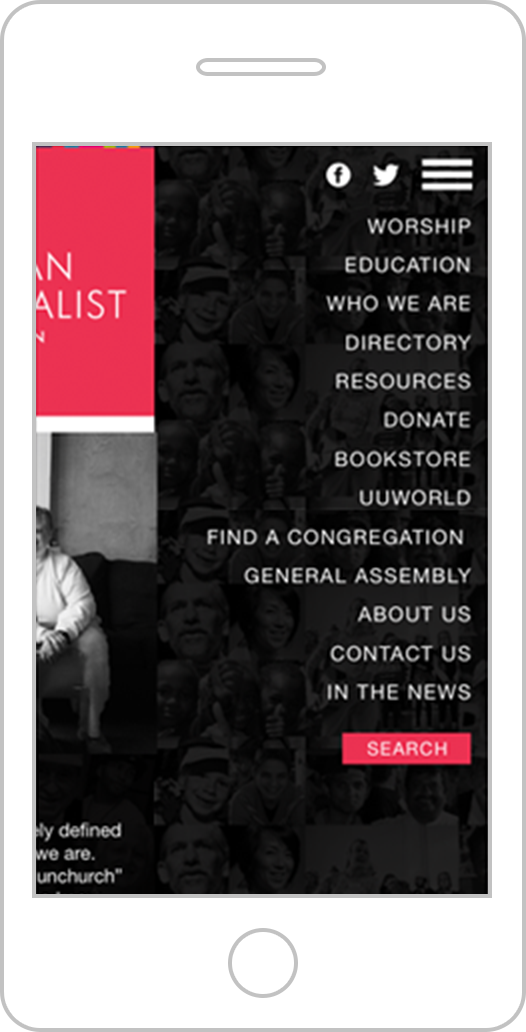 AN
ALIST
N
WORSHIP
EDUCATION
WHO WE ARE
DIRECTORY
RESOURCES
DONATE
BOOKSTORE
UUWORLD
FIND A CONGREGATION
GENERAL ASSEMBLY
ABOUT US
CONTACT US
IN THE NEWS
SEARCH
ely defined
we are.
unchurch”